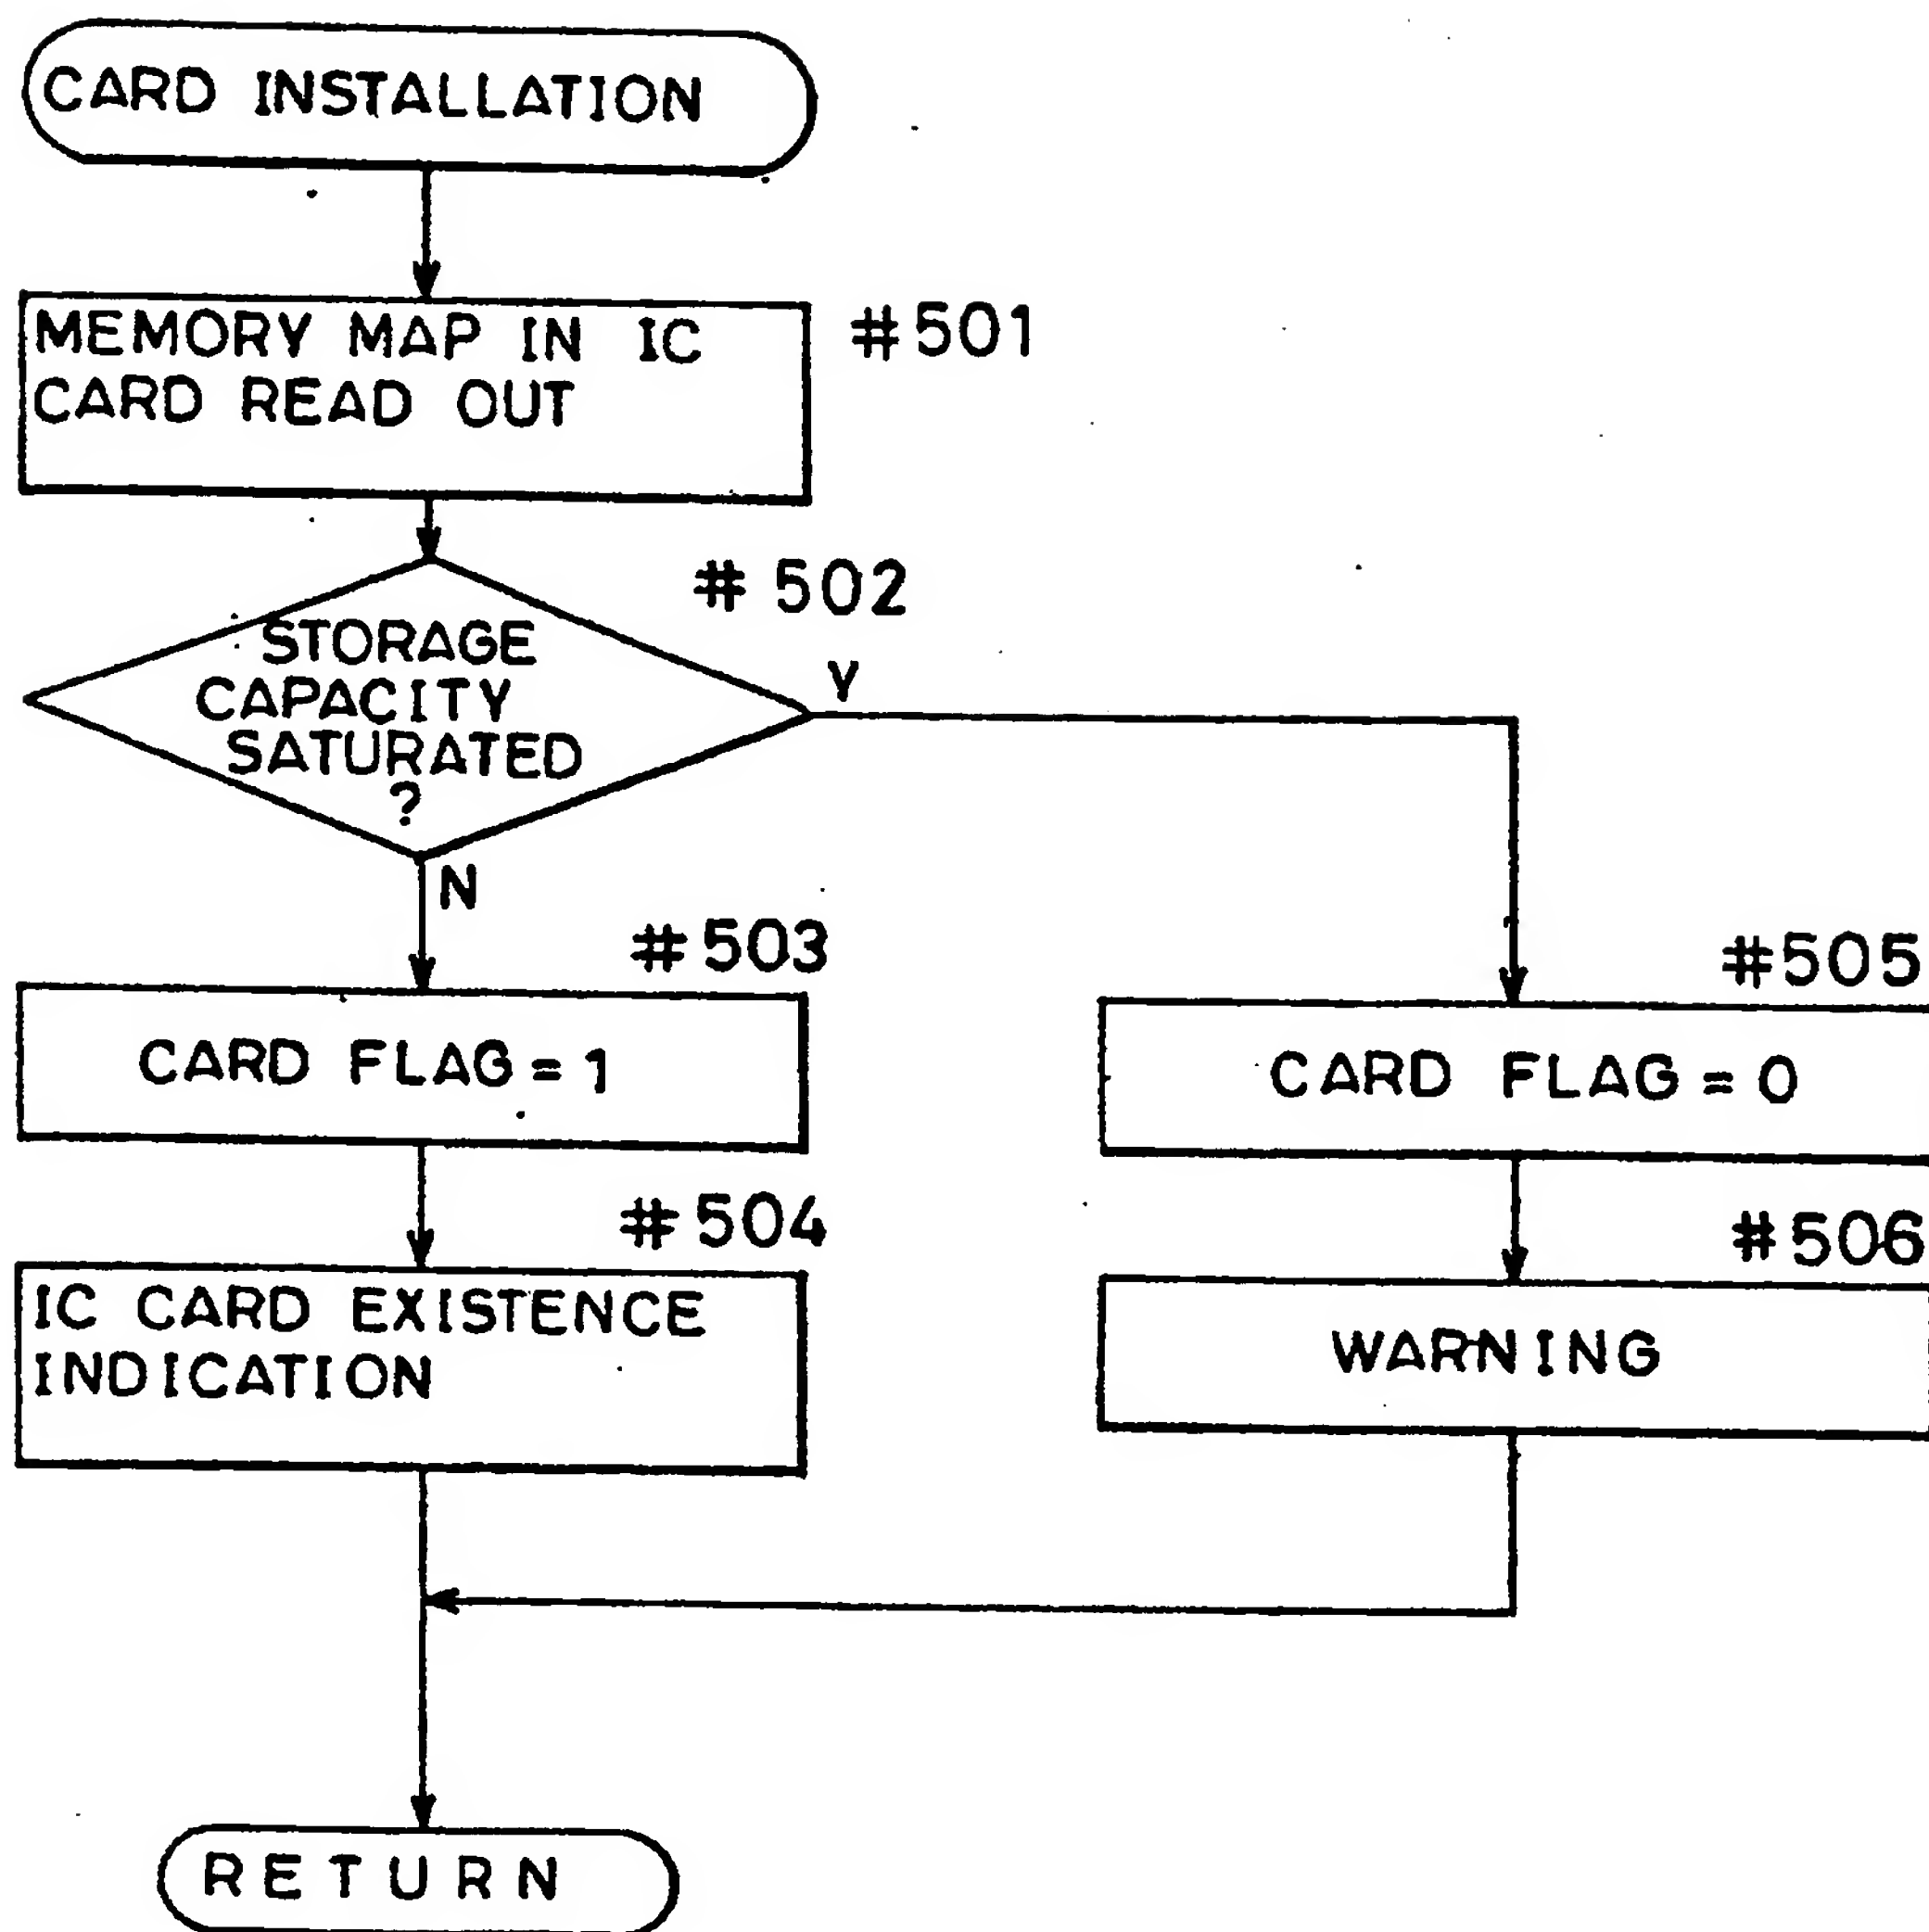 CARD INSTALLATION
MEMORY MAP IN IC
CARD READ OUT
#501
#502
STORAGE
CAPACITY
SATURATED
?
Y
N
#503
CARD FLAG = 1
#504
IC CARD EXISTENCE
INDICATION
#505
CARD FLAG = 0
#506
WARNING
RETURN